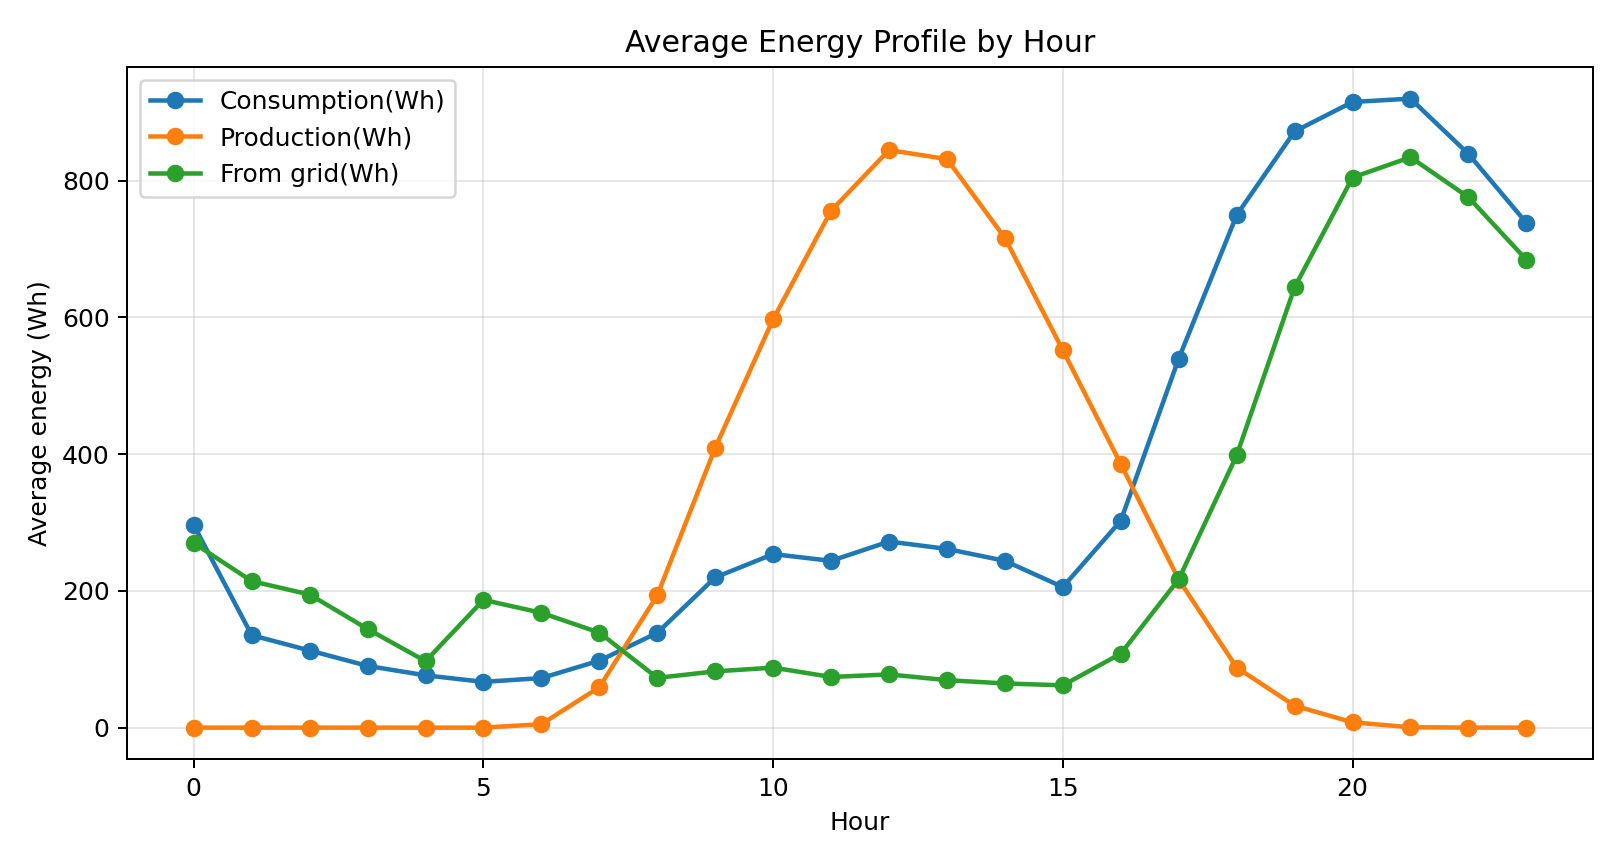 Average Energy Profile by Hour
Consumption(Wh)
Production(Wh)
From grid(Wh)
Average energy (Wh)
800
600
400
200
0
0 5 10 15 20
Hour